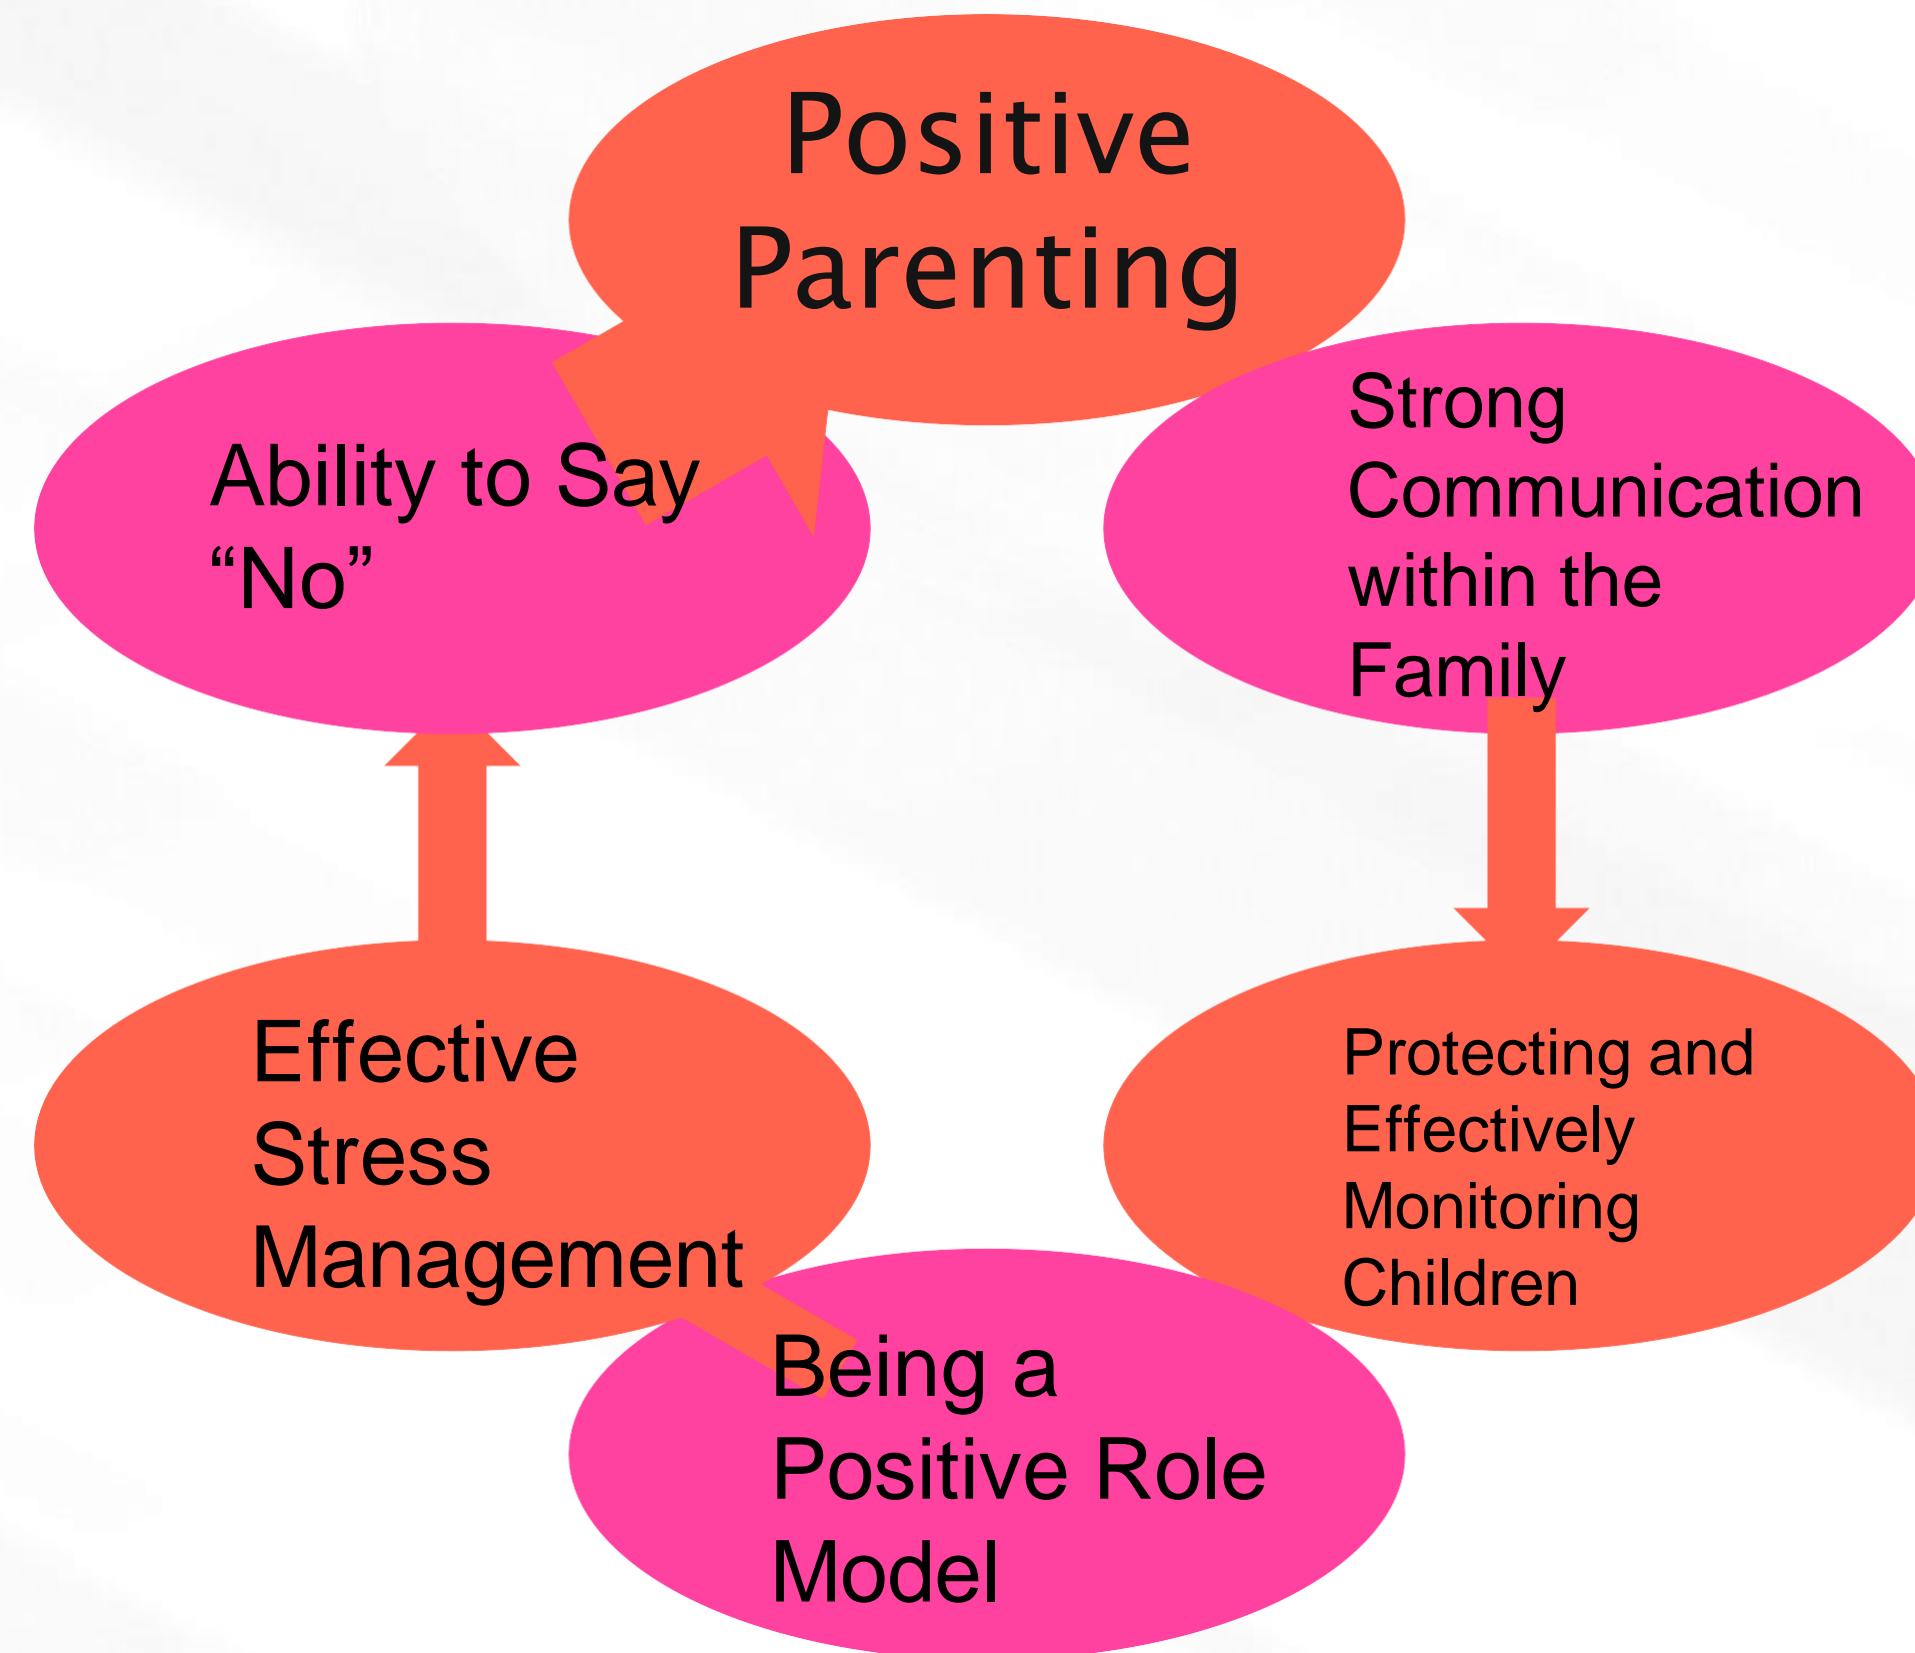 Positive
Parenting
Strong
Communication
within the
Family
Protecting and
Effectively
Monitoring
Children
Being a
Positive Role
Model
Effective
Stress
Management
Ability to Say
“No”